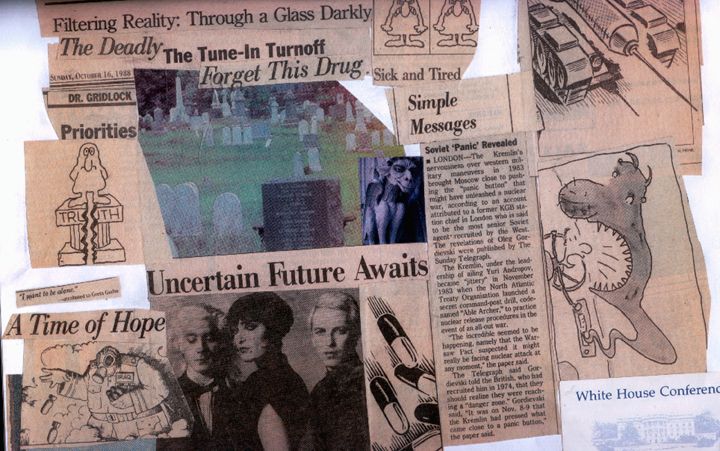 Filtering Reality: Through a Glass Darkly
The Deadly
The Tune-In Turnoff
Forget This Drug
SUNDAY, OCTOBER 16, 1988
DR. GRIDLOCK
Priorities
Sick and Tired
Simple
Messages
TRUTH
Soviet 'Panic' Revealed
■ LONDON—The Kremlin's
nervousness over western mil-
itary maneuvers in 1983
brought Moscow close to push-
ing the "panic button" that
might have unleashed a nuclear
war, according to an account
attributed to a former KGB sta-
tion chief in London who is said
to be the most senior Soviet
agent recruited by the West.
The revelations of Oleg Gor-
dievski were published by The
Sunday Telegraph.
The Kremlin, under the lead-
ership of ailing Yuri Andropov,
became "jittery" in November
1983 when the North Atlantic
Treaty Organization launched a
secret command-post drill, code-
named "Able Archer," to practice
nuclear release procedures in the
event of an all-out war.
"The incredible seemed to be
happening, namely that the War-
saw Pact suspected it might
really be facing nuclear attack at
any moment," the paper said.
The Telegraph said Gor-
dievski told the British, who had
recruited him in 1974, that they
should realize they were reach-
ing a "danger zone." Gordievski
said, "It was on Nov. 8-9 that
the Kremlin had pressed what
came close to a panic button,"
the paper said.
"I want to be alone."
—attributed to Greta Garbo
Uncertain Future Awaits
A Time of Hope
White House Conferenc